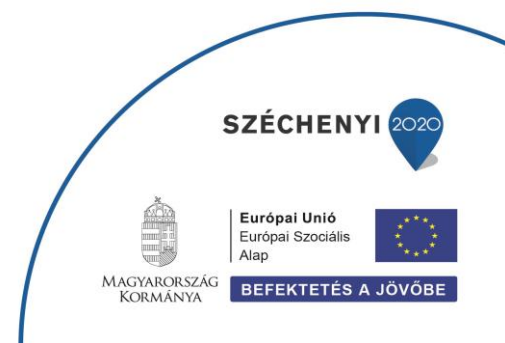 SZÉCHENYI 2020
Európai Unió
Európai Szociális
Alap
MAGYARORSZÁG
KORMÁNYA
BEFEKTETÉS A JÖVŐBE